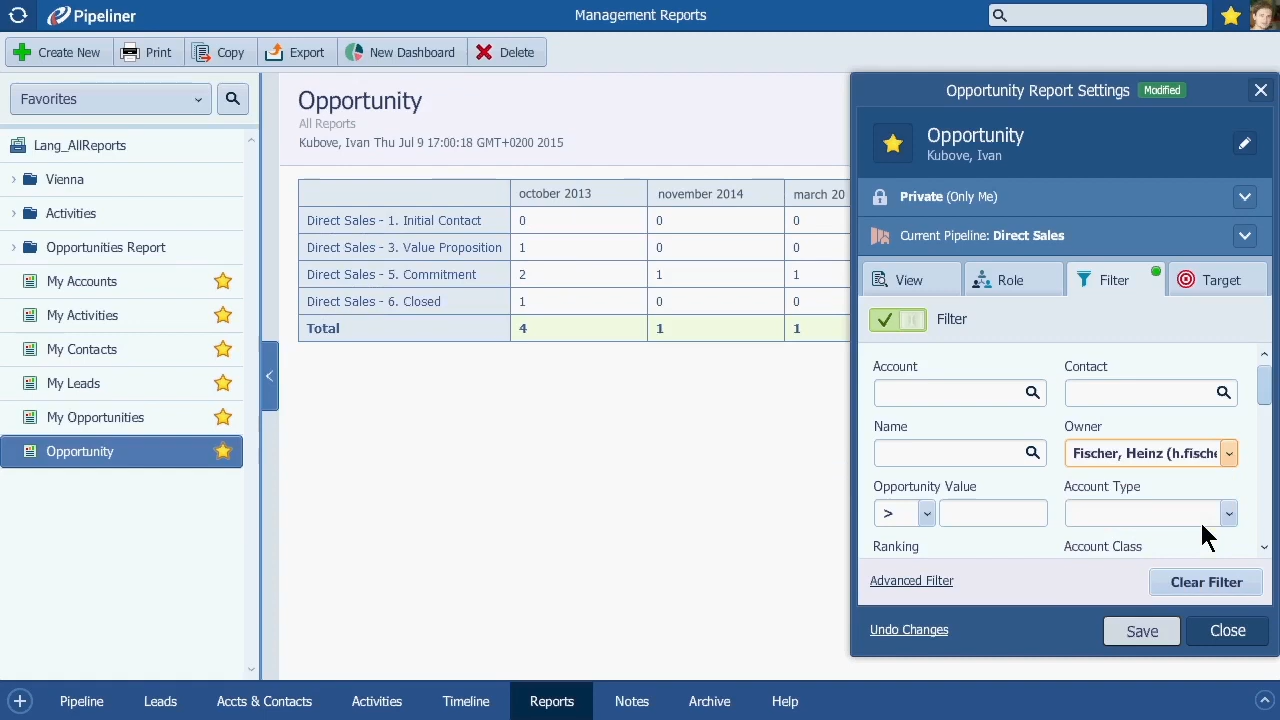 Pipeliner
Management Reports
Create New
Print
Copy
Export
New Dashboard
Delete
Favorites
Lang_AllReports
Vienna
Activities
Opportunities Report
My Accounts
My Activities
My Contacts
My Leads
My Opportunities
Opportunity
Opportunity
All Reports
Kubove, Ivan Thu Jul 9 17:00:18 GMT+0200 2015
october 2013 november 2014 march 20
Direct Sales - 1. Initial Contact 0 0 0
Direct Sales - 3. Value Proposition 1 0 0
Direct Sales - 5. Commitment 2 1 1
Direct Sales - 6. Closed 1 0 0
Total 4 1 1
Opportunity Report Settings Modified
Opportunity
Kubove, Ivan
Private (Only Me)
Current Pipeline: Direct Sales
View Role Filter Target
Filter
Account Contact
Name Owner
Fischer, Heinz (h.fische
Opportunity Value Account Type
>
Ranking Account Class
Advanced Filter Clear Filter
Undo Changes Save Close
Pipeline Leads Accts & Contacts Activities Timeline Reports Notes Archive Help